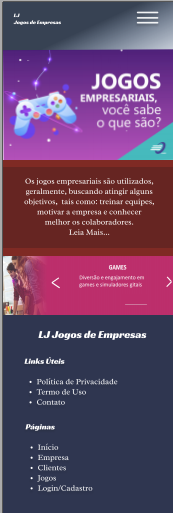 LJ
Jogos de Empresas
JOGOS
EMPRESARIAIS,
você sabe
o que são?
Os jogos empresariais são utilizados,
geralmente, buscando atingir alguns
objetivos, tais como: treinar equipes,
motivar a empresa e conhecer
melhor os colaboradores.
Leia Mais...
GAMES
Diversão e engajamento em
games e simuladores gitais
LJ Jogos de Empresas
Links Úteis
Política de Privacidade
Termo de Uso
Contato
Páginas
Início
Empresa
Clientes
Jogos
Login/Cadastro